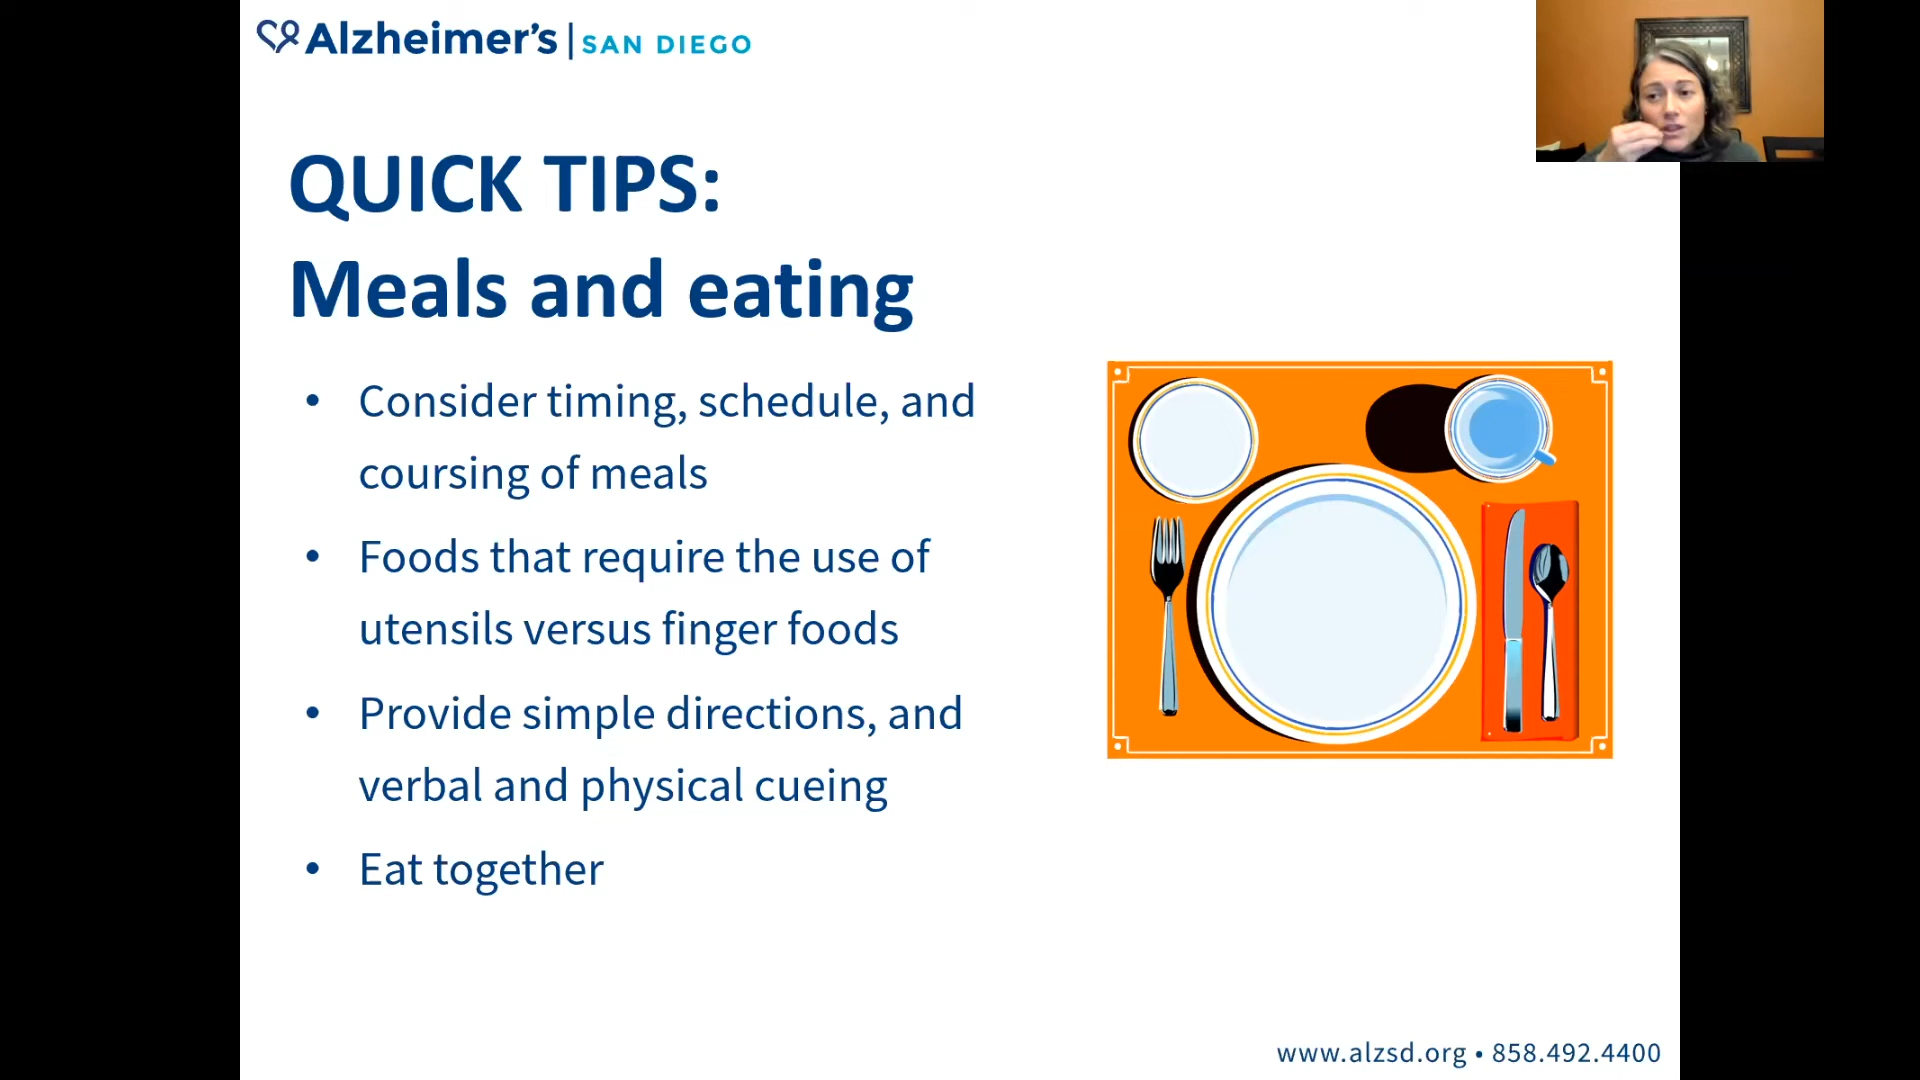 Alzheimer's | SAN DIEGO
QUICK TIPS:
Meals and eating
• Consider timing, schedule, and
coursing of meals
• Foods that require the use of
utensils versus finger foods
• Provide simple directions, and
verbal and physical cueing
• Eat together
www.alzsd.org • 858.492.4400